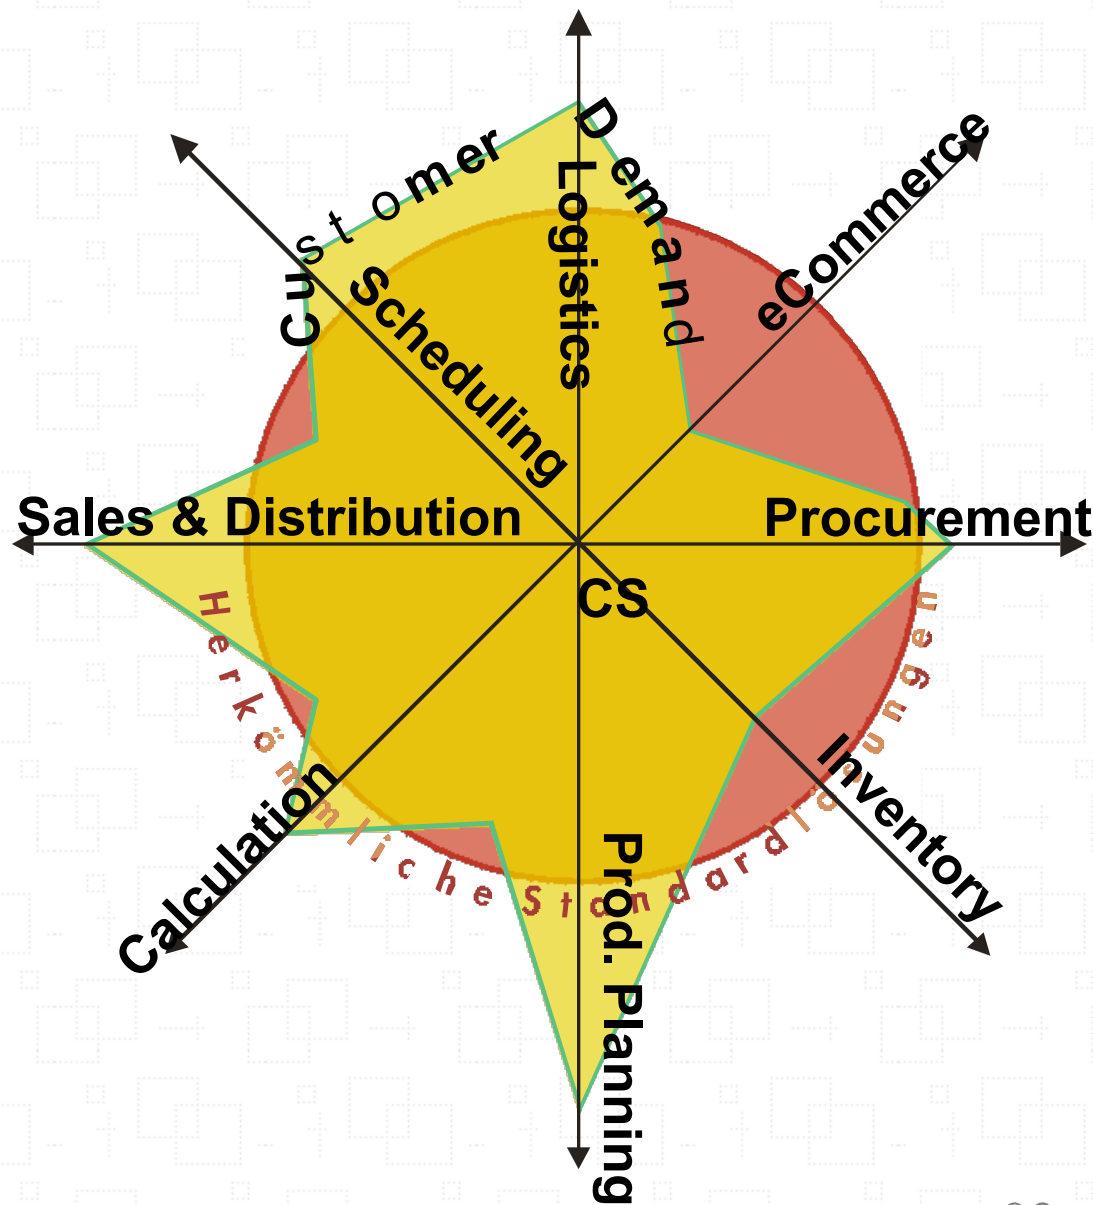 Customer Demand
Logistics
eCommerce
Scheduling
Sales & Distribution
Procurement
CS
Herkömmliche Standardlösungen
Inventory
Calculation
Prod. Planning